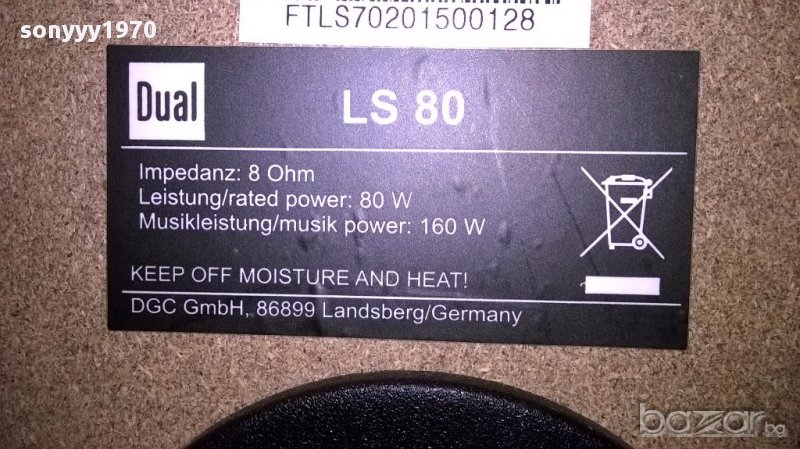 sonyyy1970
FTLS70201500128
Dual
LS 80
Impedanz: 8 Ohm
Leistung/rated power: 80 W
Musikleistung/musik power: 160 W
KEEP OFF MOISTURE AND HEAT!
DGC GmbH, 86899 Landsberg/Germany
bazar.bg